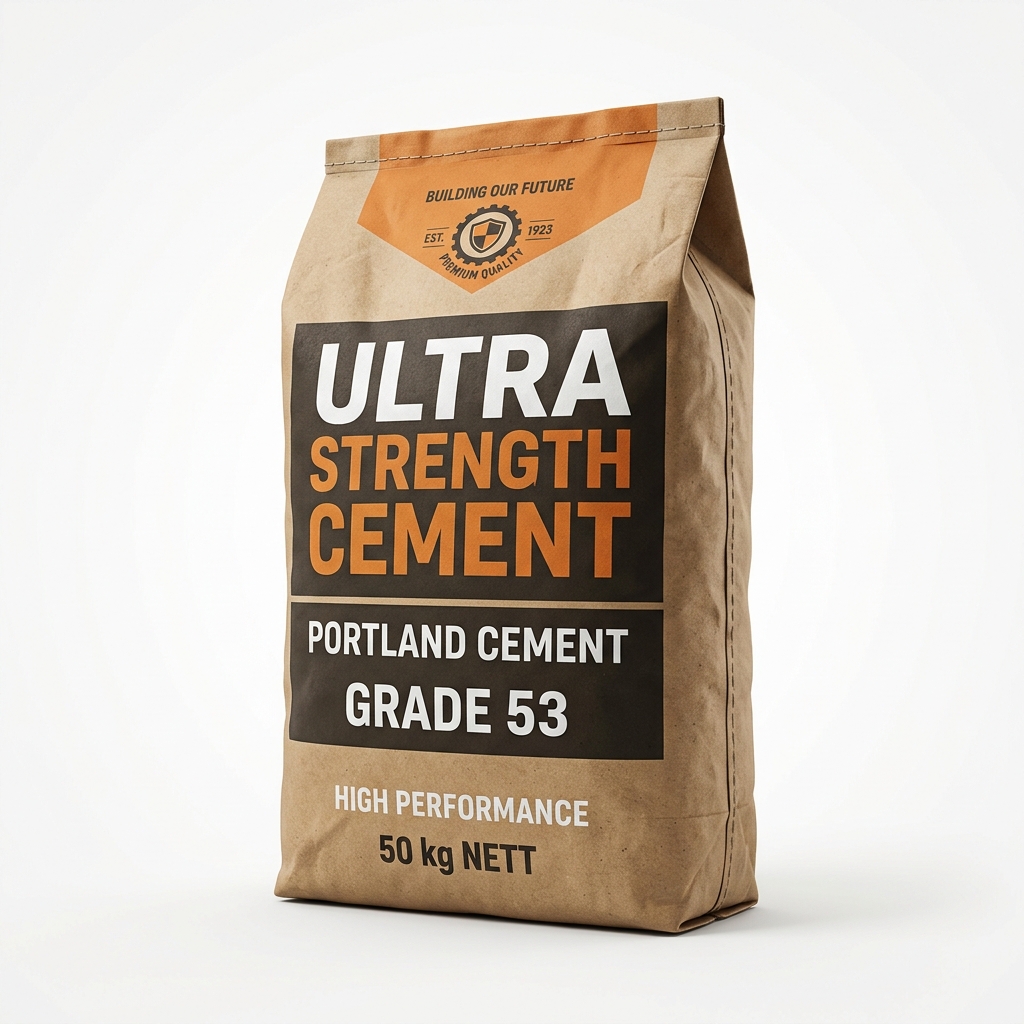 BUILDING OUR FUTURE
EST. 1923
PREMIUM QUALITY
ULTRA
STRENGTH
CEMENT
PORTLAND CEMENT
GRADE 53
HIGH PERFORMANCE
50 kg NETT